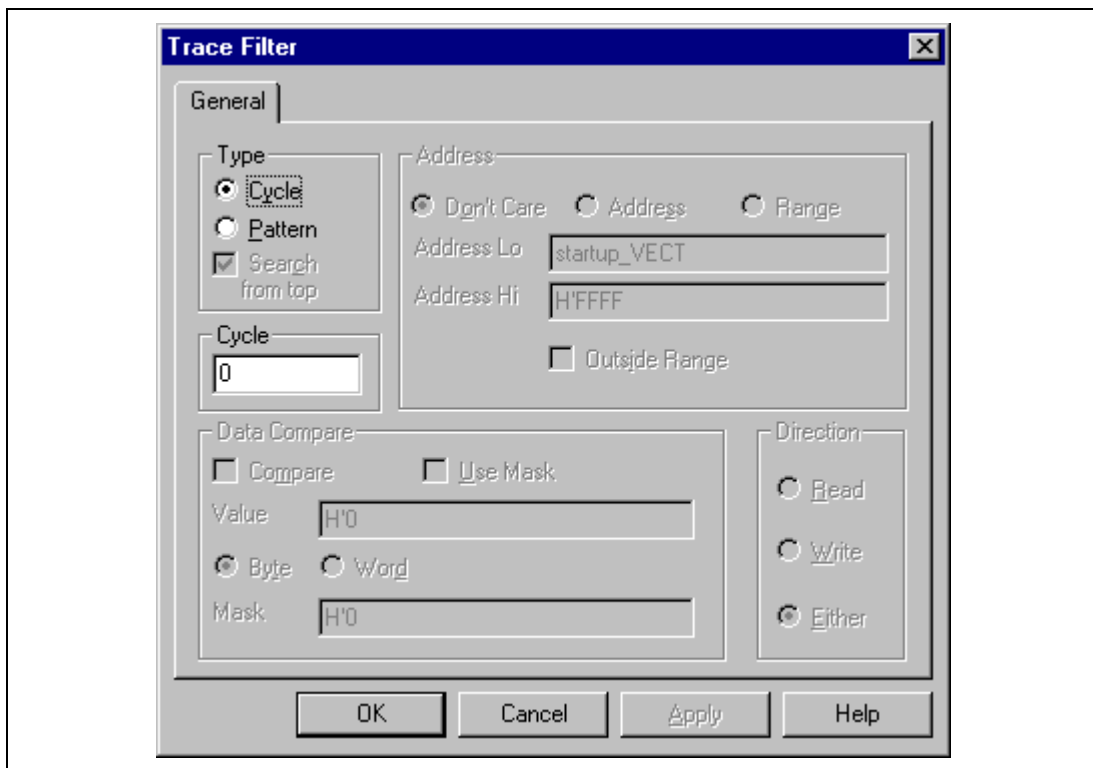 Trace Filter
General
Type
Cycle
Pattern
Search
from top
Cycle
0
Address
Don't Care Address Range
Address Lo startup_VECT
Address Hi H'FFFF
Outside Range
Data Compare
Compare Use Mask
Value H'0
Byte Word
Mask H'0
Direction
Read
Write
Either
OK Cancel Apply Help